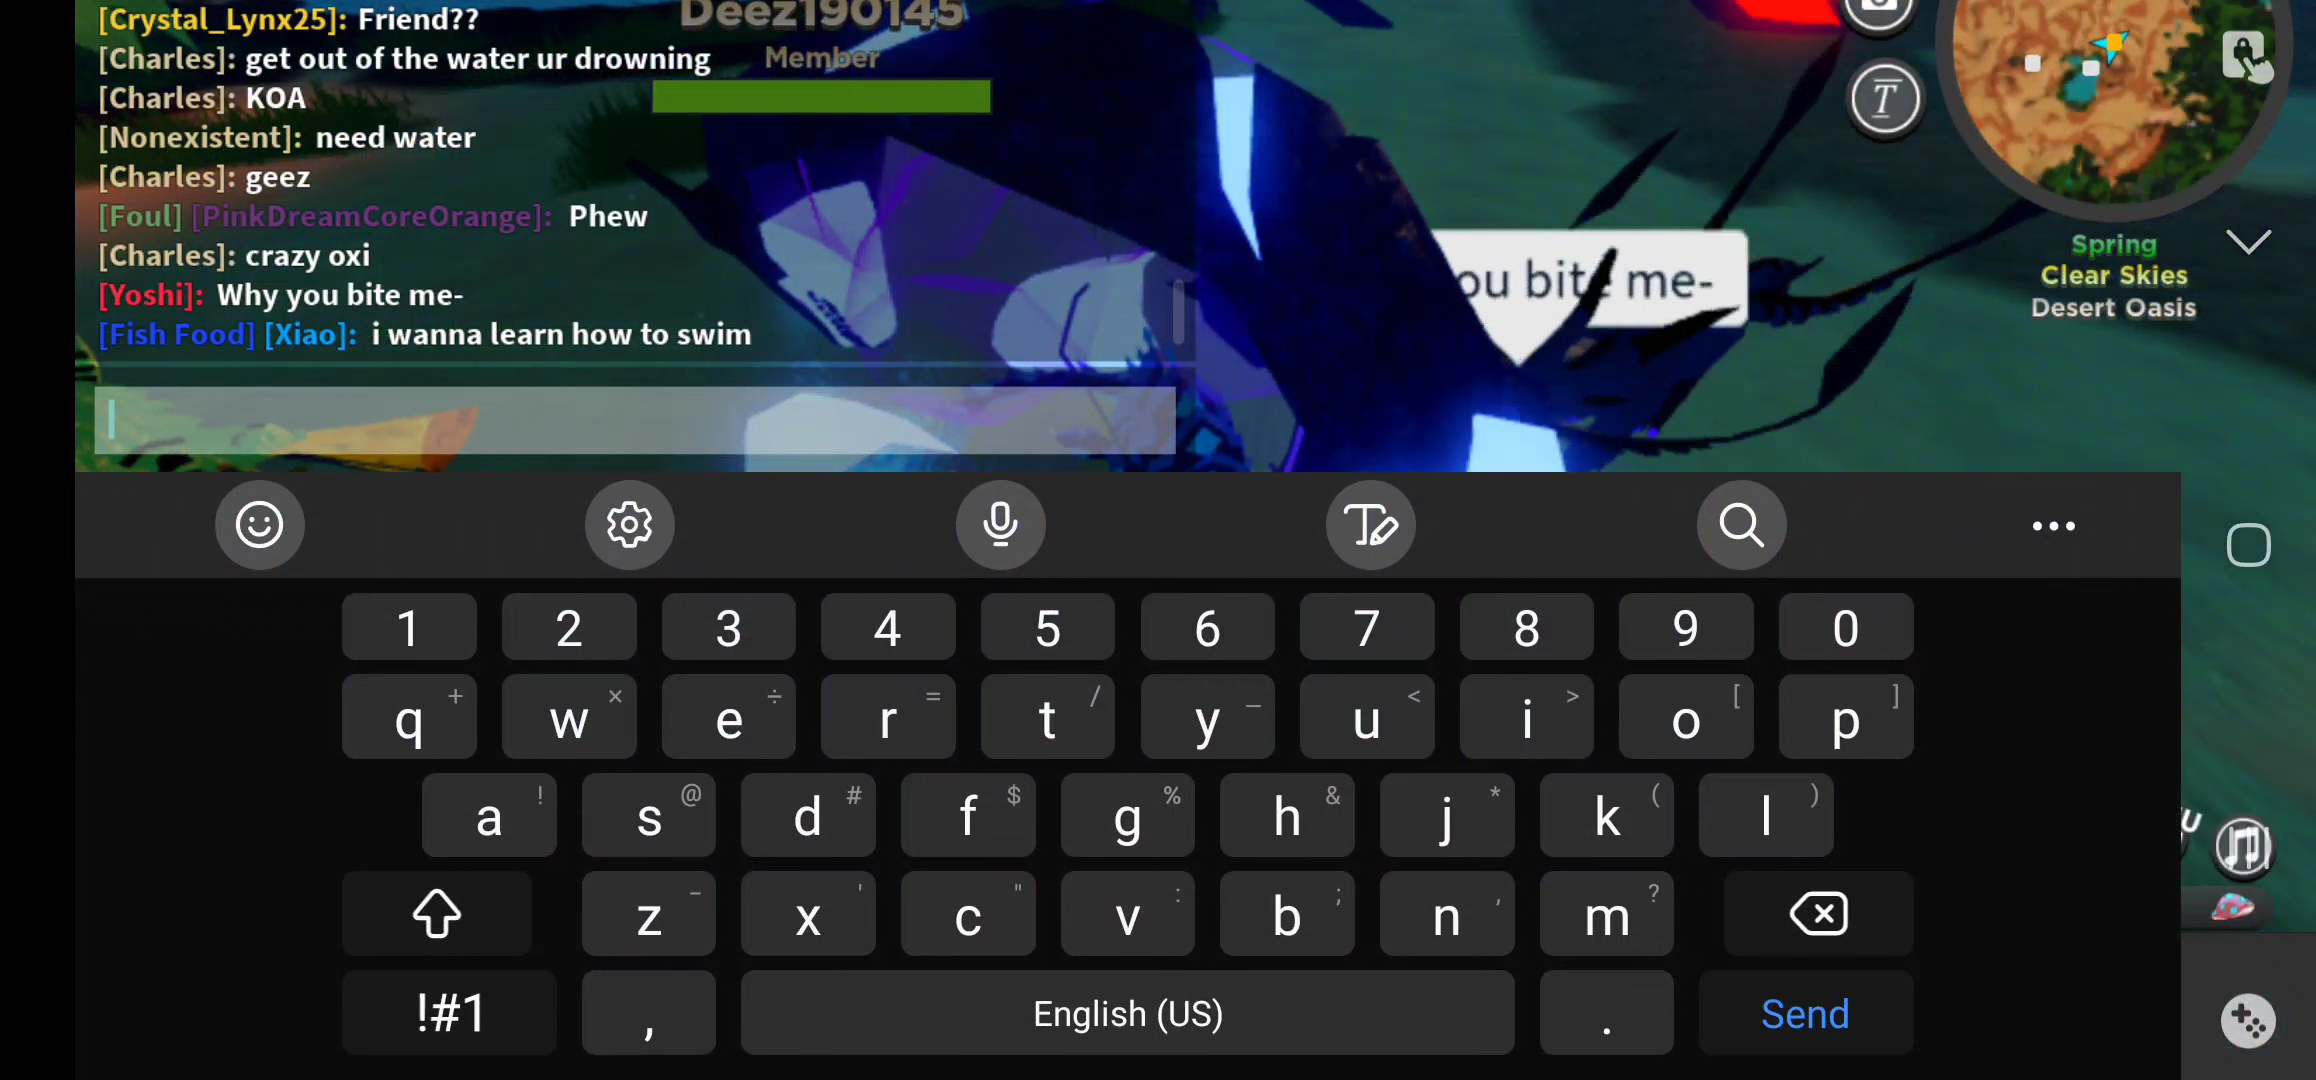 [Crystal_Lynx25]: Friend??
Deez190145
Member
[Charles]: get out of the water ur drowning
[Charles]: KOA
[Nonexistent]: need water
[Charles]: geez
[Foul] [PinkDreamCoreOrange]: Phew
[Charles]: crazy oxi
[Yoshi]: Why you bite me-
[Fish Food] [Xiao]: i wanna learn how to swim
ou bite me-
T
Spring
Clear Skies
Desert Oasis
1 2 3 4 5 6 7 8 9 0
q + w × e ÷ r = t / y _ u < i > o [ p ]
a ! s @ d # f $ g % h & j * k ( l )
z - x ' c " v : b ; n , m ?
!#1 , English (US) . Send